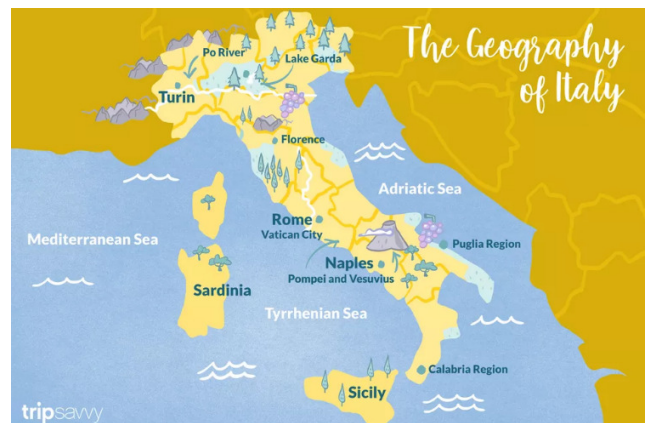 The Geography
of Italy
Po River
Lake Garda
Turin
Florence
Adriatic Sea
Rome
Vatican City
Mediterranean Sea
Puglia Region
Naples
Pompei and Vesuvius
Sardinia
Tyrrhenian Sea
Calabria Region
Sicily
tripsavvy